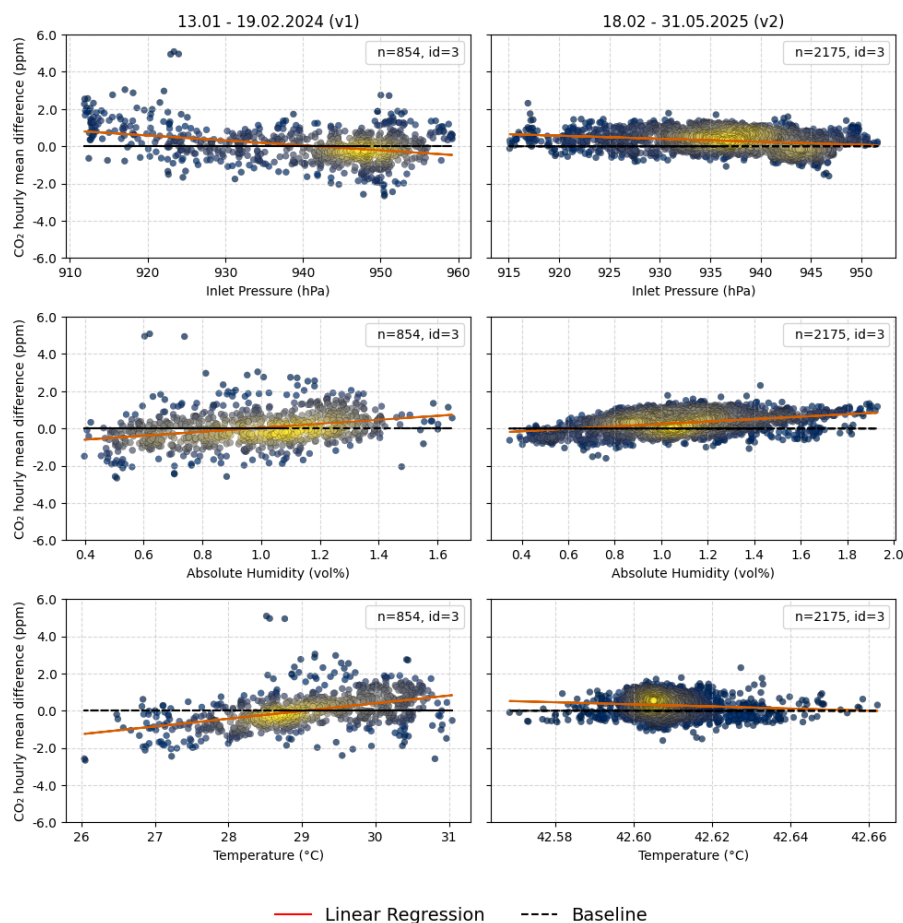 13.01 - 19.02.2024 (v1)
18.02 - 31.05.2025 (v2)
CO₂ hourly mean difference (ppm)
6.0
4.0
2.0
0.0
-2.0
-4.0
-6.0
n=854, id=3
n=2175, id=3
910 920 930 940 950 960
915 920 925 930 935 940 945 950
Inlet Pressure (hPa)
Inlet Pressure (hPa)
CO₂ hourly mean difference (ppm)
6.0
4.0
2.0
0.0
-2.0
-4.0
-6.0
n=854, id=3
n=2175, id=3
0.4 0.6 0.8 1.0 1.2 1.4 1.6
0.4 0.6 0.8 1.0 1.2 1.4 1.6 1.8 2.0
Absolute Humidity (vol%)
Absolute Humidity (vol%)
CO₂ hourly mean difference (ppm)
6.0
4.0
2.0
0.0
-2.0
-4.0
-6.0
n=854, id=3
n=2175, id=3
26 27 28 29 30 31
42.58 42.60 42.62 42.64 42.66
Temperature (°C)
Temperature (°C)
Linear Regression
Baseline